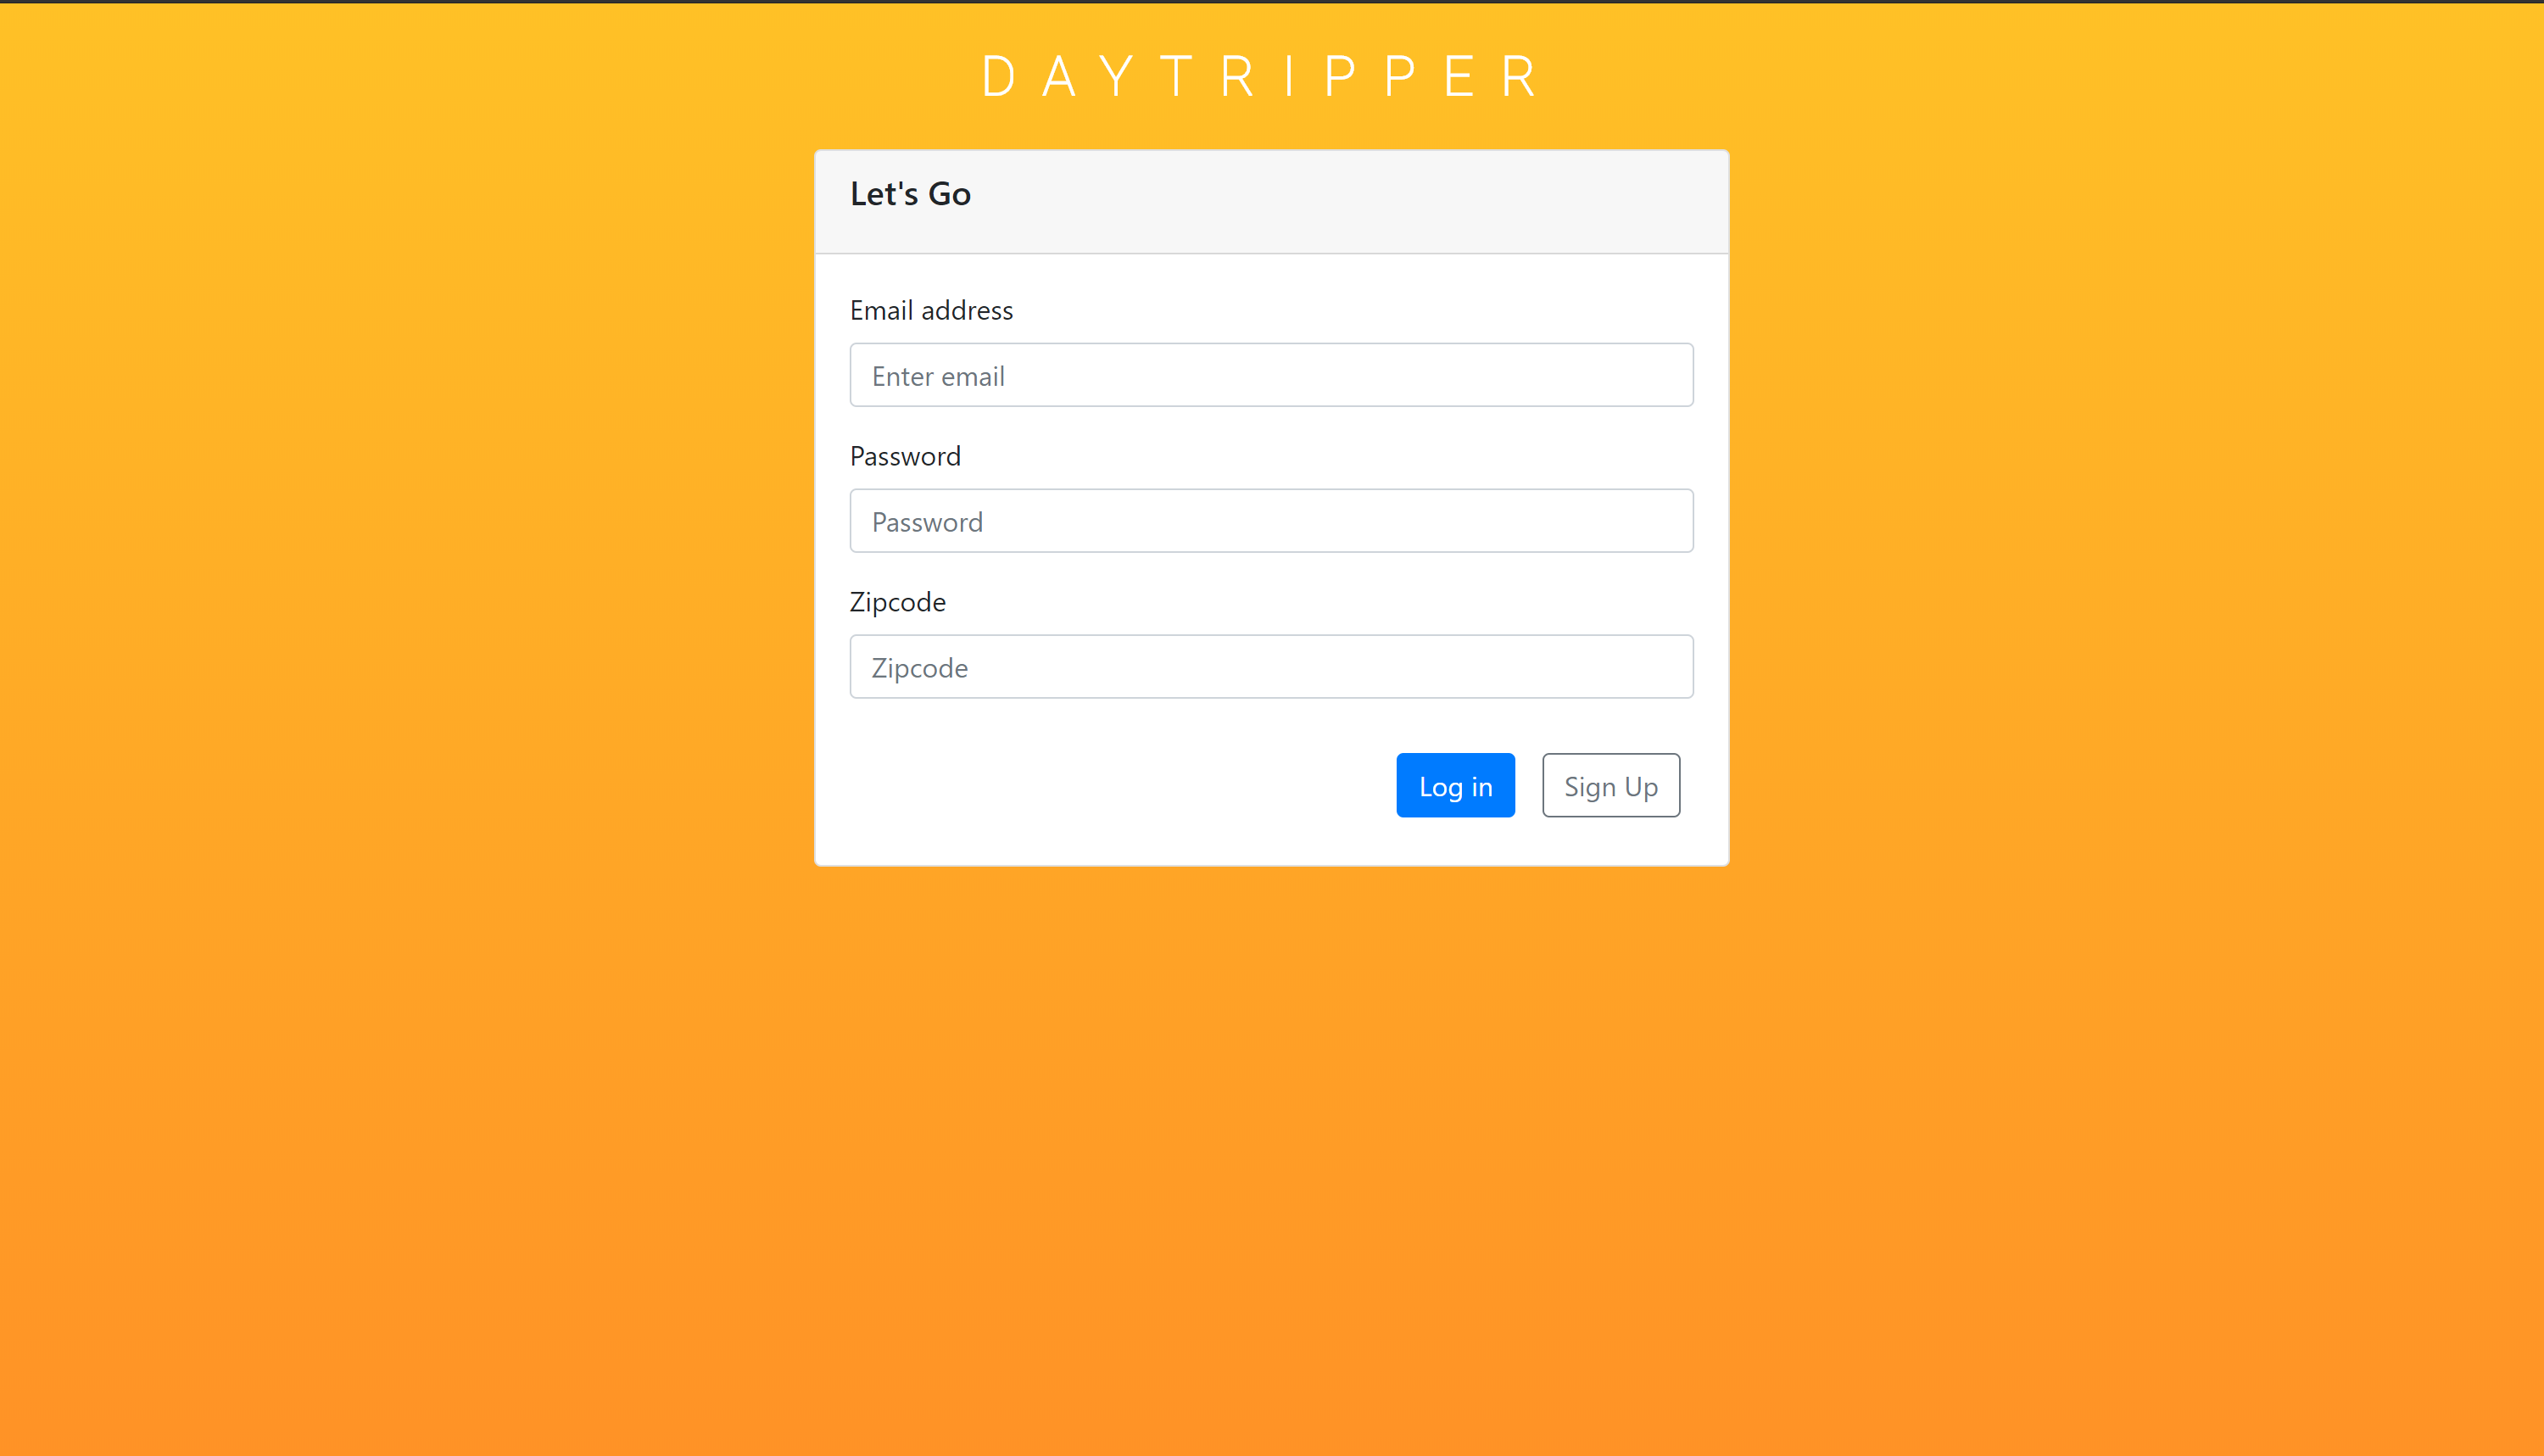 DAYTRIPPER
Let's Go
Email address
Enter email
Password
Password
Zipcode
Zipcode
Log in
Sign Up